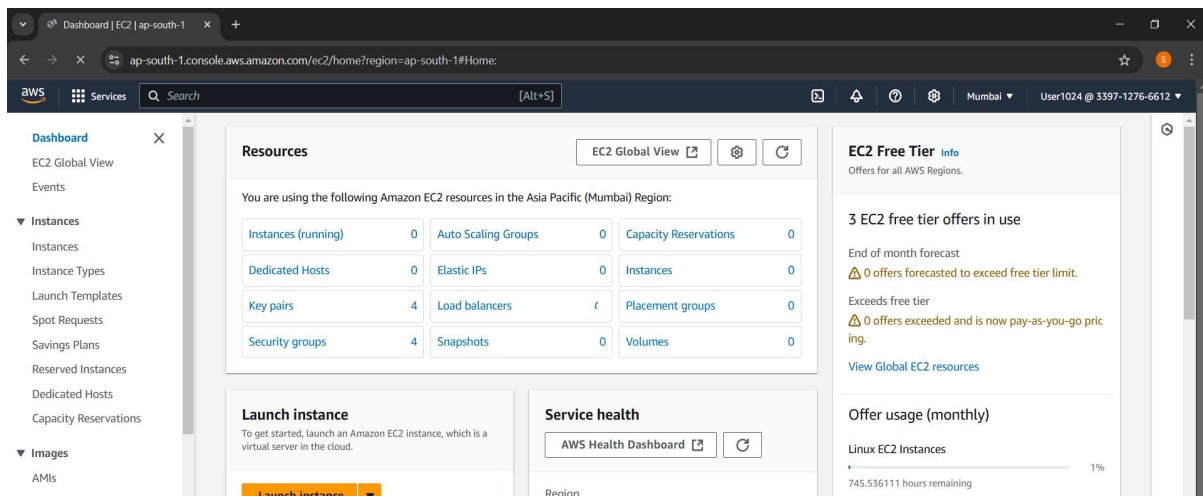 Dashboard | EC2 | ap-south-1
ap-south-1.console.aws.amazon.com/ec2/home?region=ap-south-1#Home:
S
aws
Services
Search
[Alt+S]
Mumbai
User1024 @ 3397-1276-6612
Dashboard
EC2 Global View
Events
Instances
Instances
Instance Types
Launch Templates
Spot Requests
Savings Plans
Reserved Instances
Dedicated Hosts
Capacity Reservations
Images
AMIs
Resources
EC2 Global View
You are using the following Amazon EC2 resources in the Asia Pacific (Mumbai) Region:
Instances (running) 0
Auto Scaling Groups 0
Capacity Reservations 0
Dedicated Hosts 0
Elastic IPs 0
Instances 0
Key pairs 4
Load balancers
Placement groups 0
Security groups 4
Snapshots 0
Volumes 0
Launch instance
To get started, launch an Amazon EC2 instance, which is a
virtual server in the cloud.
Launch instance
Service health
AWS Health Dashboard
Region
EC2 Free Tier Info
Offers for all AWS Regions.
3 EC2 free tier offers in use
End of month forecast
0 offers forecasted to exceed free tier limit.
Exceeds free tier
0 offers exceeded and is now pay-as-you-go pric
ing.
View Global EC2 resources
Offer usage (monthly)
Linux EC2 Instances
1%
745.536111 hours remaining